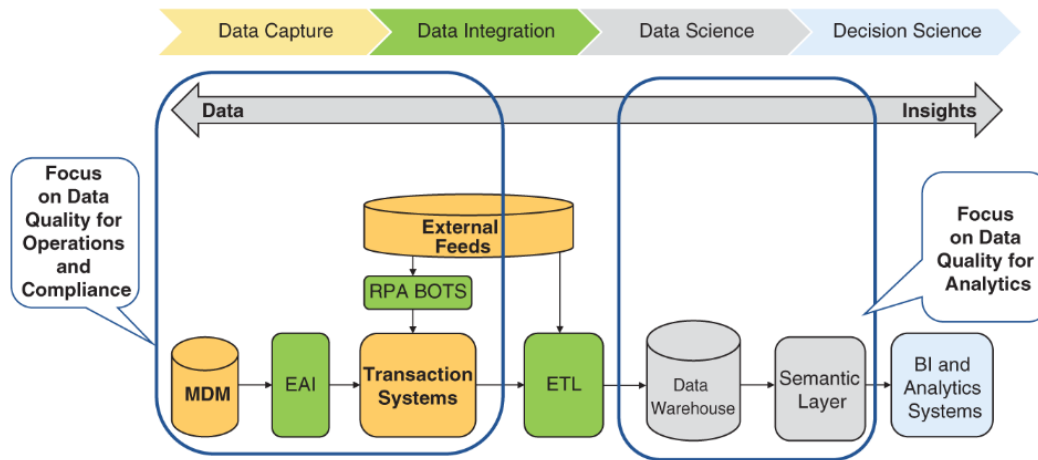 Data Capture
Data Integration
Data Science
Decision Science
Data
Insights
Focus
on Data
Quality for
Operations
and
Compliance
External
Feeds
Focus
on Data
Quality for
Analytics
RPA BOTS
MDM
EAI
Transaction
Systems
ETL
Data
Warehouse
Semantic
Layer
BI and
Analytics
Systems